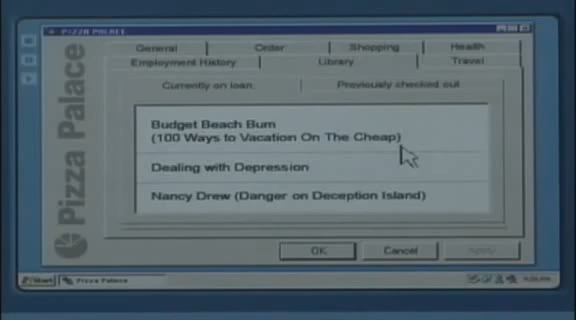 PIZZA PALACE
General Order Shopping Health
Employment History Library Travel
Currently on loan. Previously checked out
Pizza Palace
Budget Beach Bum
(100 Ways to Vacation On The Cheap)
Dealing with Depression
Nancy Drew (Danger on Deception Island)
OK Cancel Apply
Start Pizza Palace